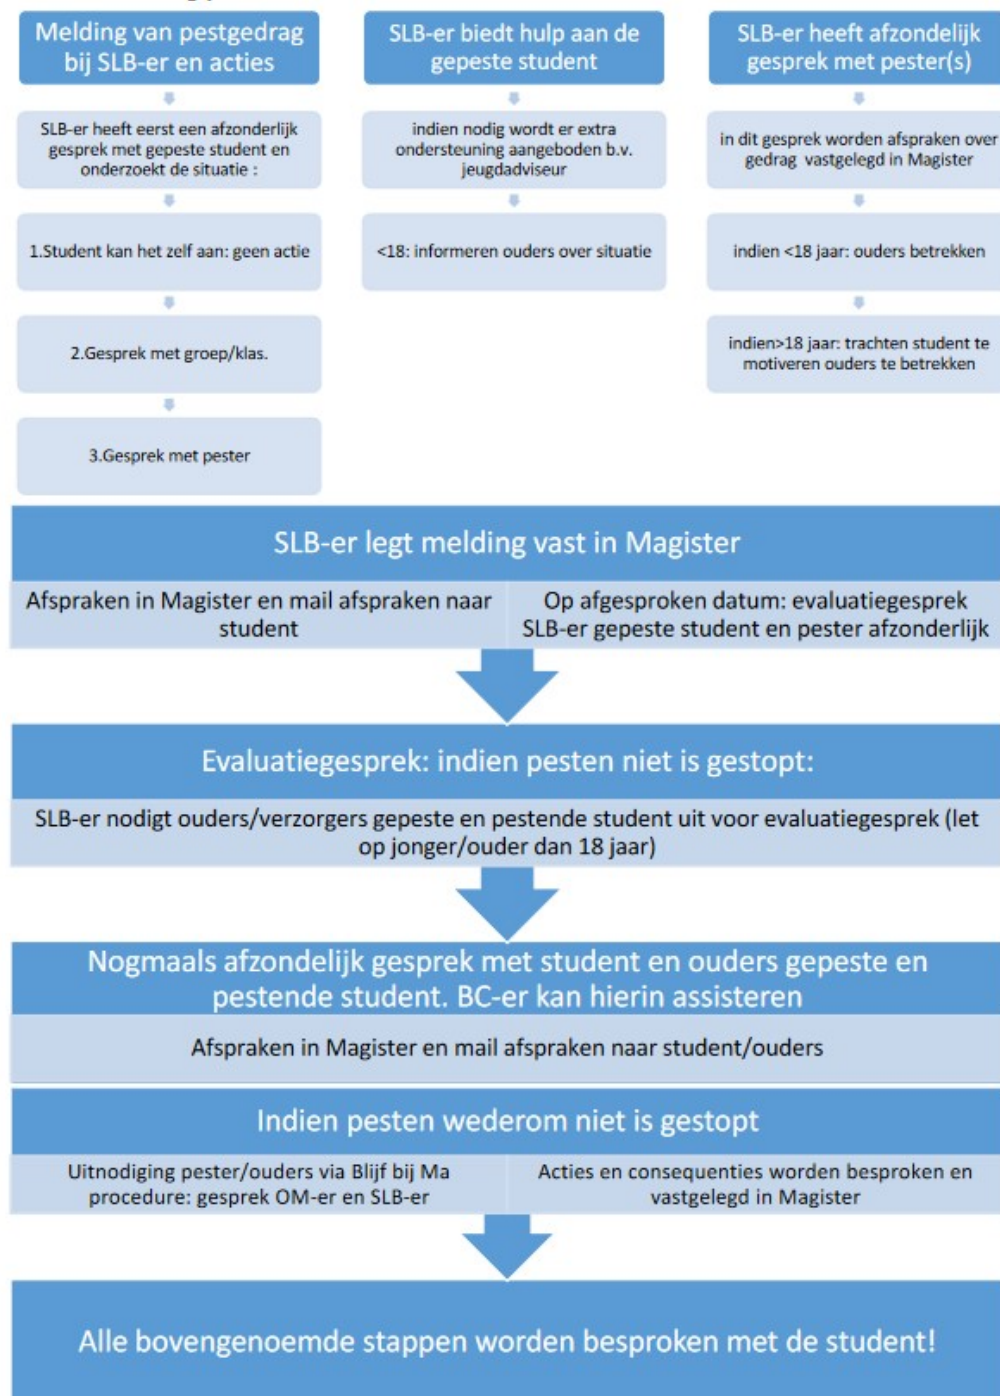 Melding van pestgedrag
bij SLB-er en acties
SLB-er heeft eerst een afzonderlijk
gesprek met gepeste student en
onderzoekt de situatie :
1.Student kan het zelf aan: geen actie
2.Gesprek met groep/klas.
3.Gesprek met pester
SLB-er biedt hulp aan de
gepeste student
indien nodig wordt er extra
ondersteuning aangeboden b.v.
jeugdadviseur
<18: informeren ouders over situatie
SLB-er heeft afzondelijk
gesprek met pester(s)
in dit gesprek worden afspraken over
gedrag vastgelegd in Magister
indien <18 jaar: ouders betrekken
indien>18 jaar: trachten student te
motiveren ouders te betrekken
SLB-er legt melding vast in Magister
Afspraken in Magister en mail afspraken naar
student
Op afgesproken datum: evaluatiegesprek
SLB-er gepeste student en pester afzonderlijk
Evaluatiegesprek: indien pesten niet is gestopt:
SLB-er nodigt ouders/verzorgers gepeste en pestende student uit voor evaluatiegesprek (let
op jonger/ouder dan 18 jaar)
Nogmaals afzondelijk gesprek met student en ouders gepeste en
pestende student. BC-er kan hierin assisteren
Afspraken in Magister en mail afspraken naar student/ouders
Indien pesten wederom niet is gestopt
Uitnodiging pester/ouders via Blijf bij Ma
procedure: gesprek OM-er en SLB-er
Acties en consequenties worden besproken en
vastgelegd in Magister
Alle bovengenoemde stappen worden besproken met de student!